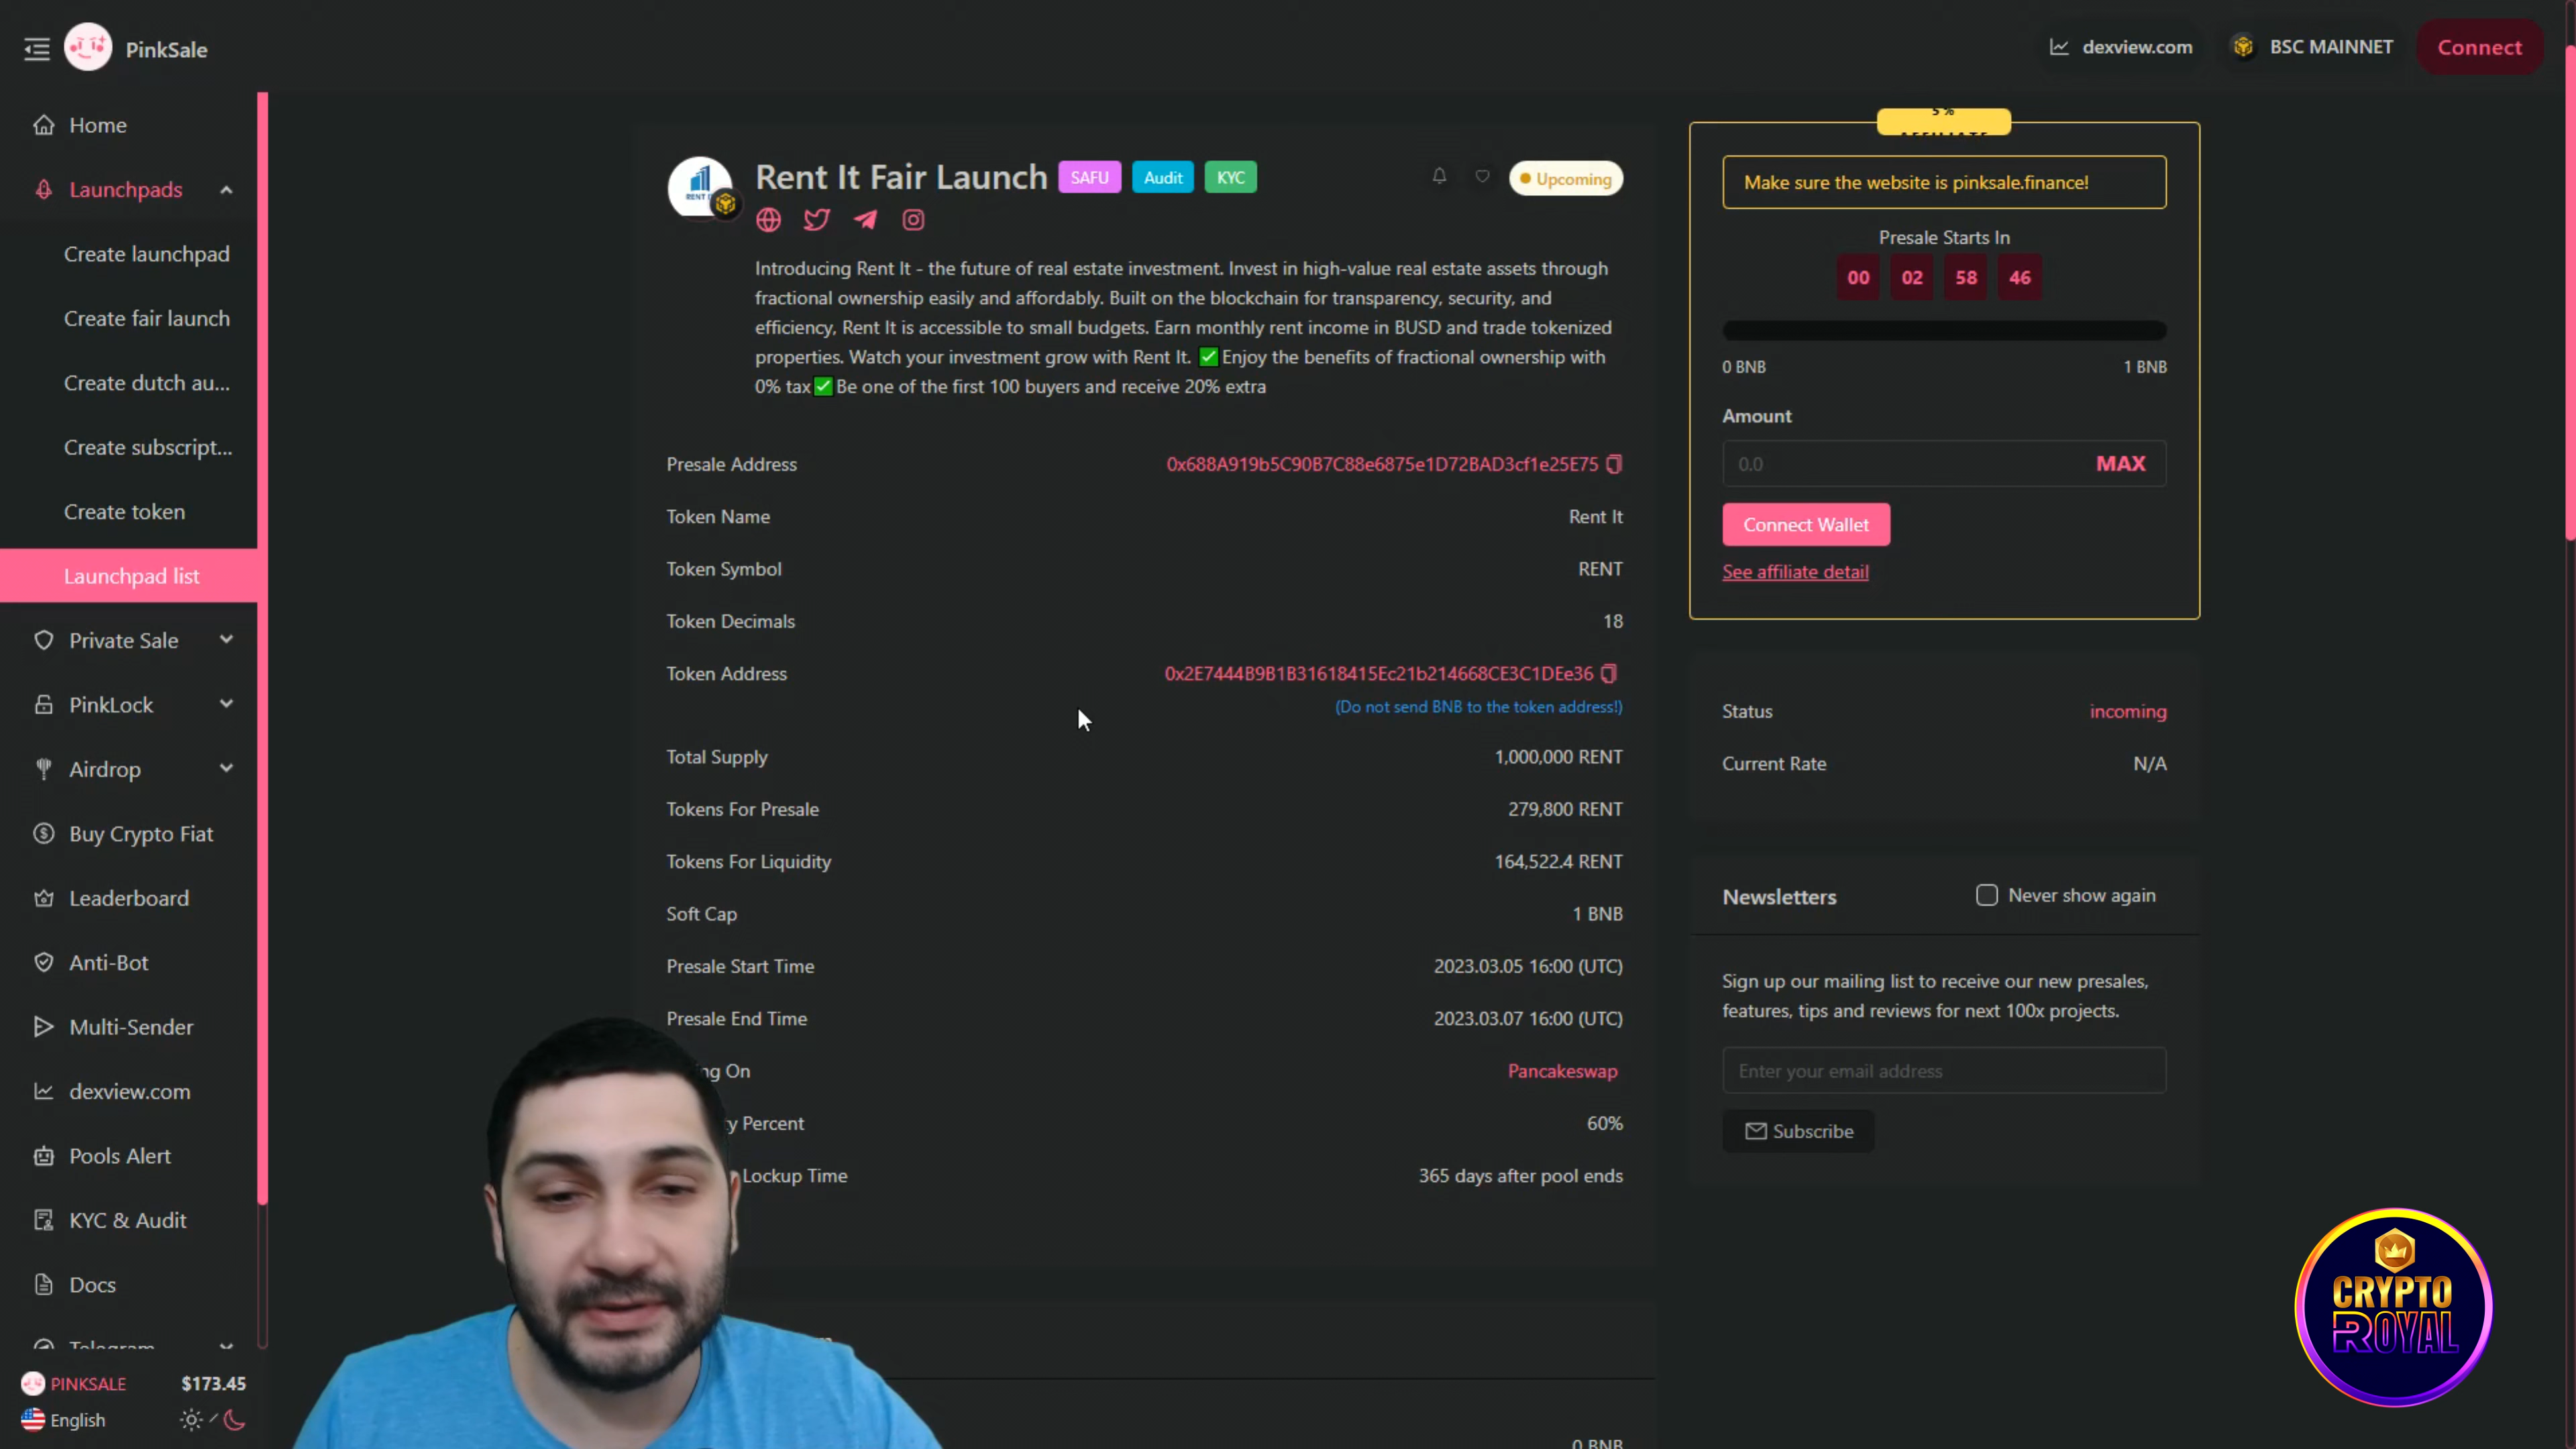 PinkSale
dexview.com
BSC MAINNET
Connect
Home
Launchpads
Create launchpad
Create fair launch
Create dutch au...
Create subscript...
Create token
Launchpad list
Private Sale
PinkLock
Airdrop
Buy Crypto Fiat
Leaderboard
Anti-Bot
Multi-Sender
dexview.com
Pools Alert
KYC & Audit
Docs
Telegram
PINKSALE $173.45
English
RENT
Rent It Fair Launch SAFU Audit KYC
Upcoming
Introducing Rent It - the future of real estate investment. Invest in high-value real estate assets through
fractional ownership easily and affordably. Built on the blockchain for transparency, security, and
efficiency, Rent It is accessible to small budgets. Earn monthly rent income in BUSD and trade tokenized
properties. Watch your investment grow with Rent It. ✅Enjoy the benefits of fractional ownership with
0% tax✅Be one of the first 100 buyers and receive 20% extra
Presale Address 0x688A919b5C90B7C88e6875e1D72BAD3cf1e25E75
Token Name Rent It
Token Symbol RENT
Token Decimals 18
Token Address 0x2E7444B9B1B31618415Ec21b214668CE3C1DEe36
(Do not send BNB to the token address!)
Total Supply 1,000,000 RENT
Tokens For Presale 279,800 RENT
Tokens For Liquidity 164,522.4 RENT
Soft Cap 1 BNB
Presale Start Time 2023.03.05 16:00 (UTC)
Presale End Time 2023.03.07 16:00 (UTC)
ng On Pancakeswap
y Percent 60%
Lockup Time 365 days after pool ends
0 BNB
5%
AFFILIATE
Make sure the website is pinksale.finance!
Presale Starts In
00 02 58 46
0 BNB 1 BNB
Amount
0.0 MAX
Connect Wallet
See affiliate detail
Status incoming
Current Rate N/A
Newsletters Never show again
Sign up our mailing list to receive our new presales,
features, tips and reviews for next 100x projects.
Enter your email address
Subscribe
CRYPTO
ROYAL